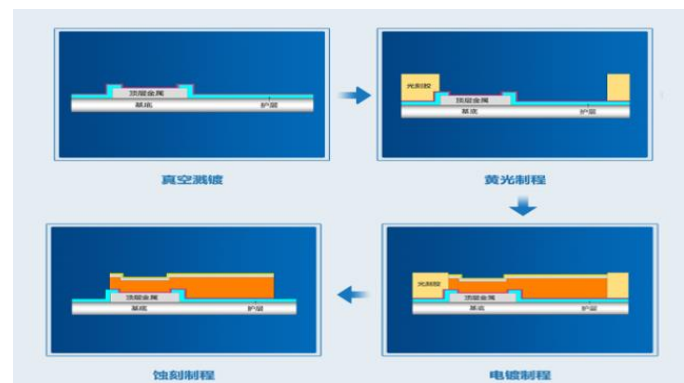 顶层金属
基底 护层
真空溅镀
光刻胶
顶层金属
基底 护层
黄光制程
光刻胶
顶层金属
基底 护层
电镀制程
顶层金属
基底 护层
蚀刻制程